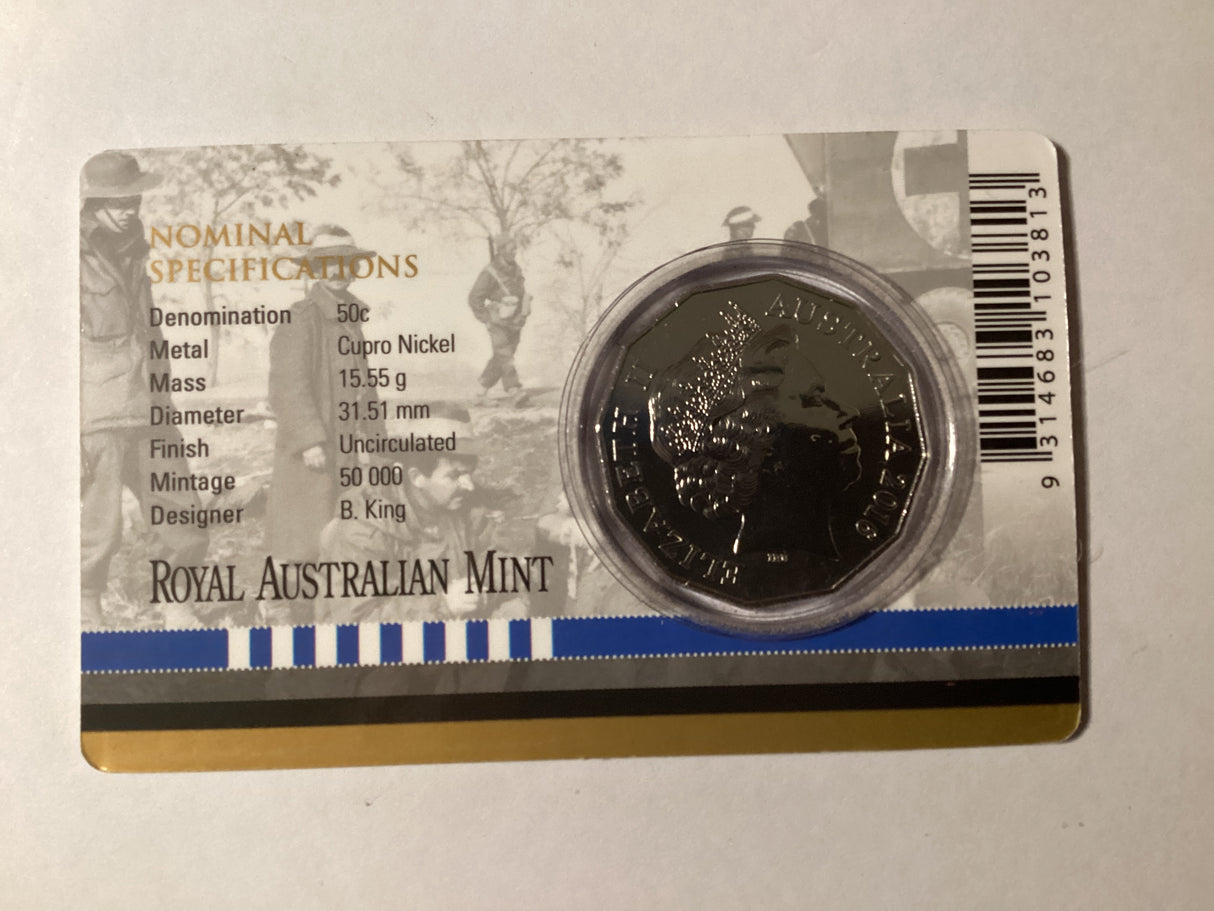 NOMINAL
SPECIFICATIONS
Denomination 50c
Metal Cupro Nickel
Mass 15.55 g
Diameter 31.51 mm
Finish Uncirculated
Mintage 50 000
Designer B. King
ROYAL AUSTRALIAN MINT
ELIZABETH II AUSTRALIA 2016
9 314683 103813